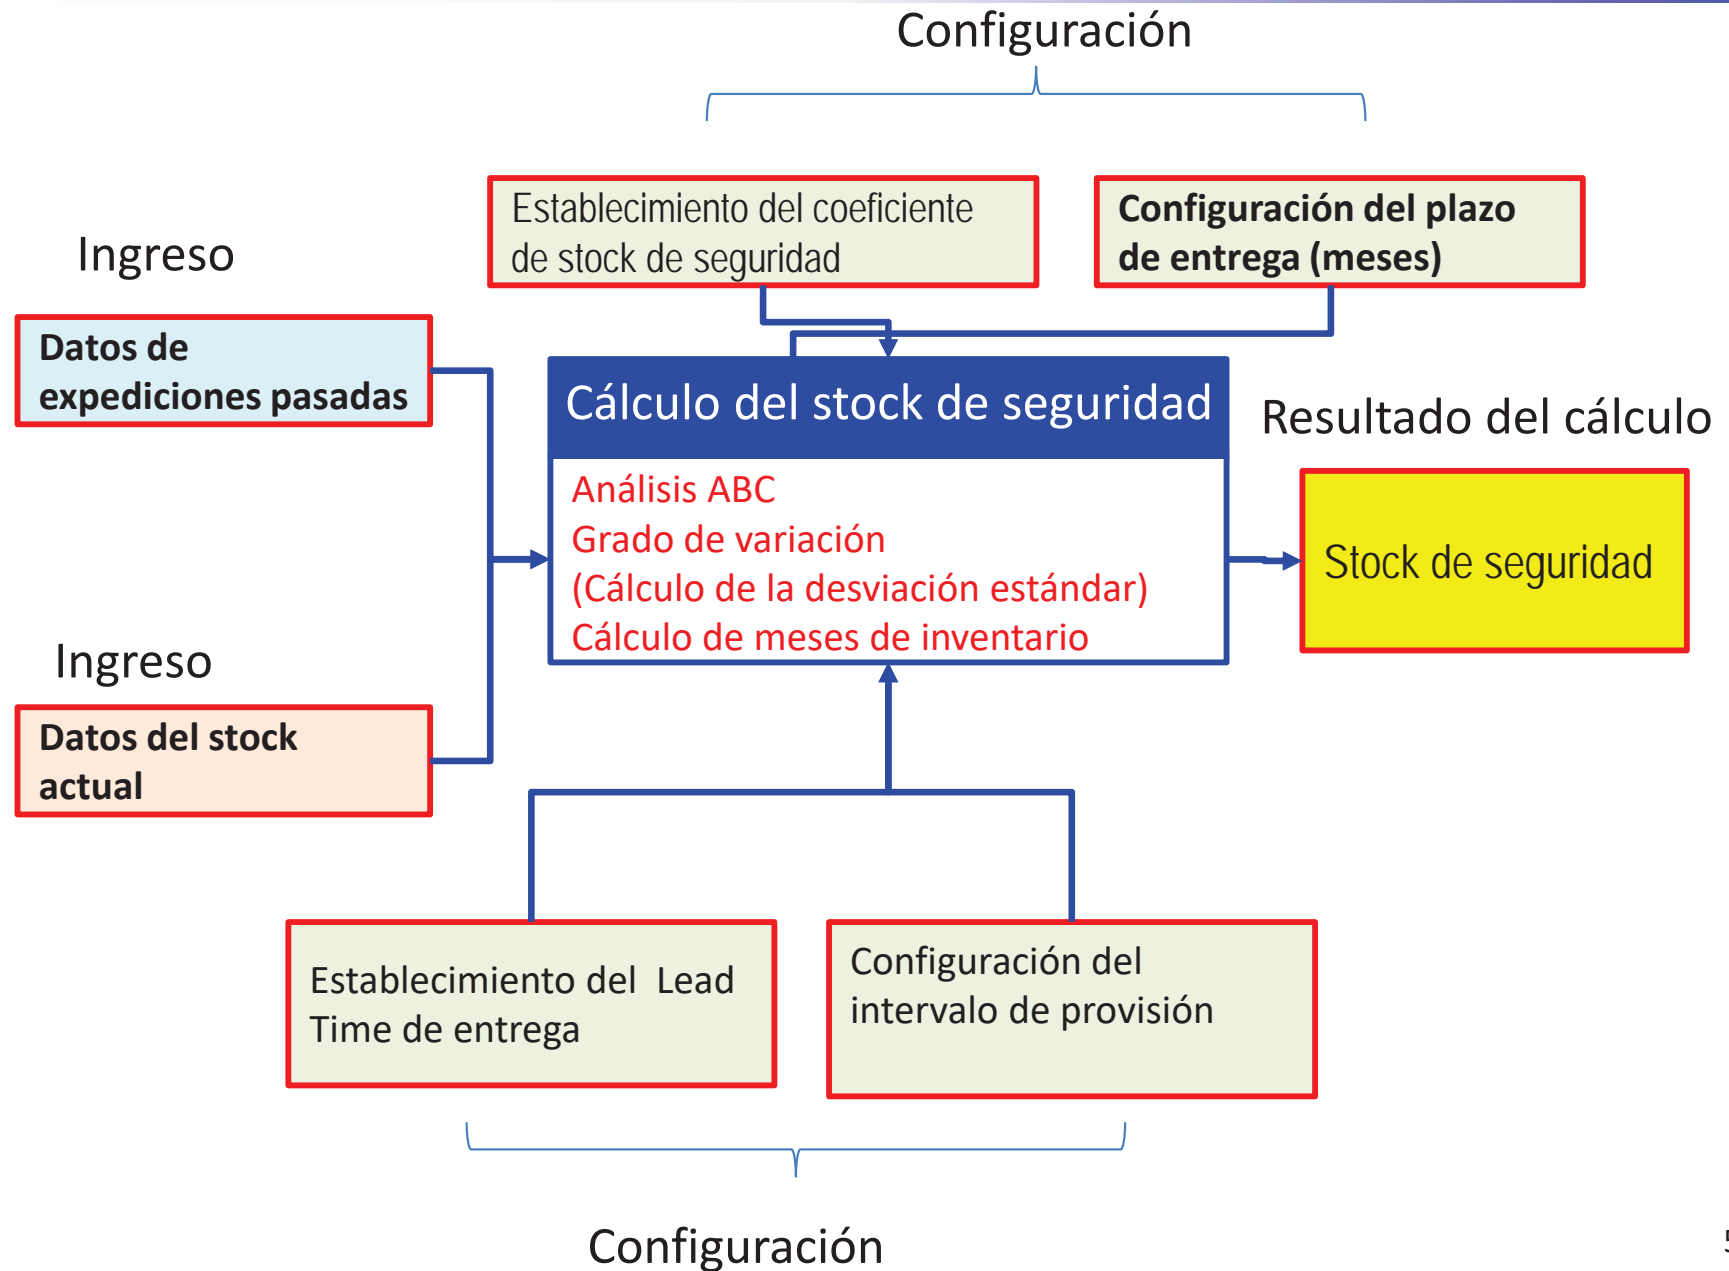 Configuración
Establecimiento del coeficiente
de stock de seguridad
Configuración del plazo
de entrega (meses)
Ingreso
Datos de
expediciones pasadas
Cálculo del stock de seguridad
Análisis ABC
Grado de variación
(Cálculo de la desviación estándar)
Cálculo de meses de inventario
Resultado del cálculo
Stock de seguridad
Ingreso
Datos del stock
actual
Establecimiento del Lead
Time de entrega
Configuración del
intervalo de provisión
Configuración